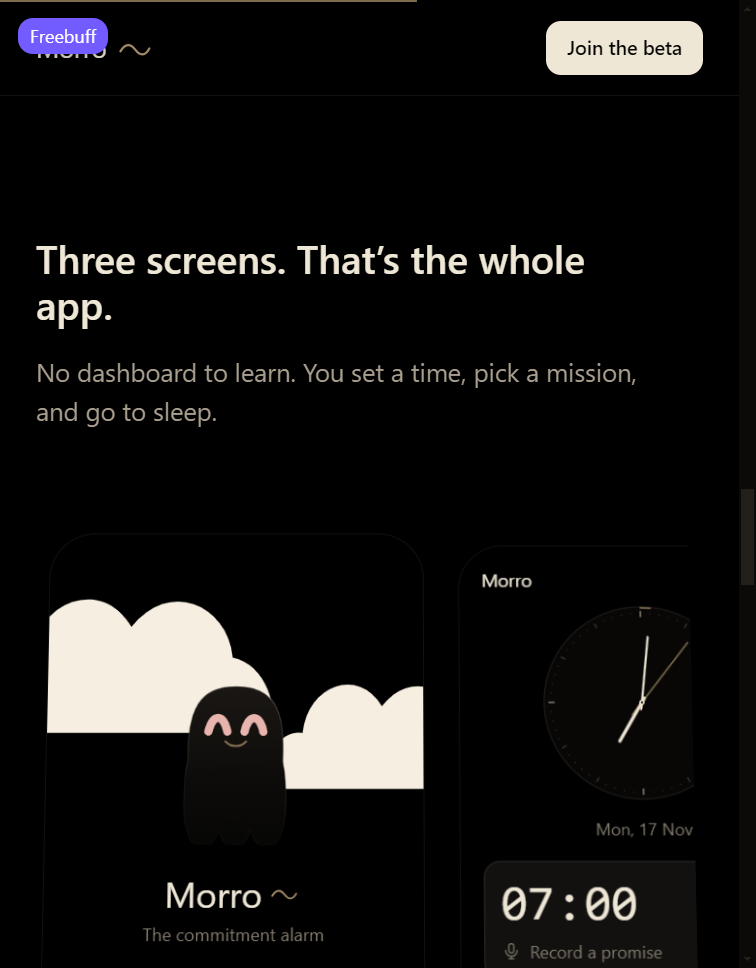 Freebuff
Morro
Join the beta
Three screens. That’s the whole
app.
No dashboard to learn. You set a time, pick a mission,
and go to sleep.
Morro
Mon, 17 Nov
07:00
Record a promise
Morro
The commitment alarm